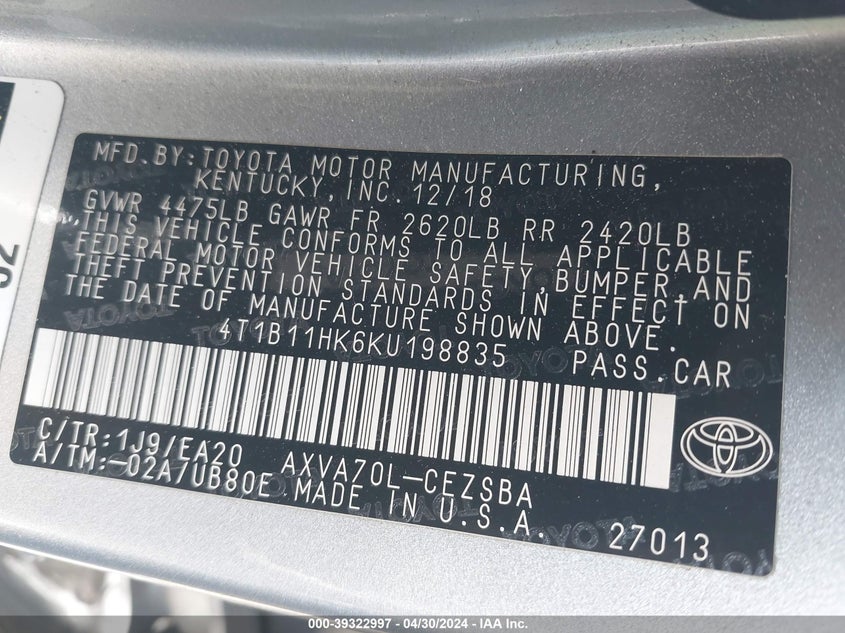 MFD.BY:TOYOTA MOTOR MANUFACTURING,
KENTUCKY,INC. 12/18
GVWR 4475LB GAWR FR 2620LB RR 2420LB
THIS VEHICLE CONFORMS TO ALL APPLICABLE
FEDERAL MOTOR VEHICLE SAFETY,BUMPER,AND
THEFT PREVENTION STANDARDS IN EFFECT ON
THE DATE OF MANUFACTURE SHOWN ABOVE.
4T1B11HK6KU198835 PASS.CAR
C/TR:1J9/EA20 AXVA70L-CEZSBA
A/TM:-02A/UB80E MADE IN U.S.A. 27013
000-39322997 - 04/30/2024 - IAA Inc.